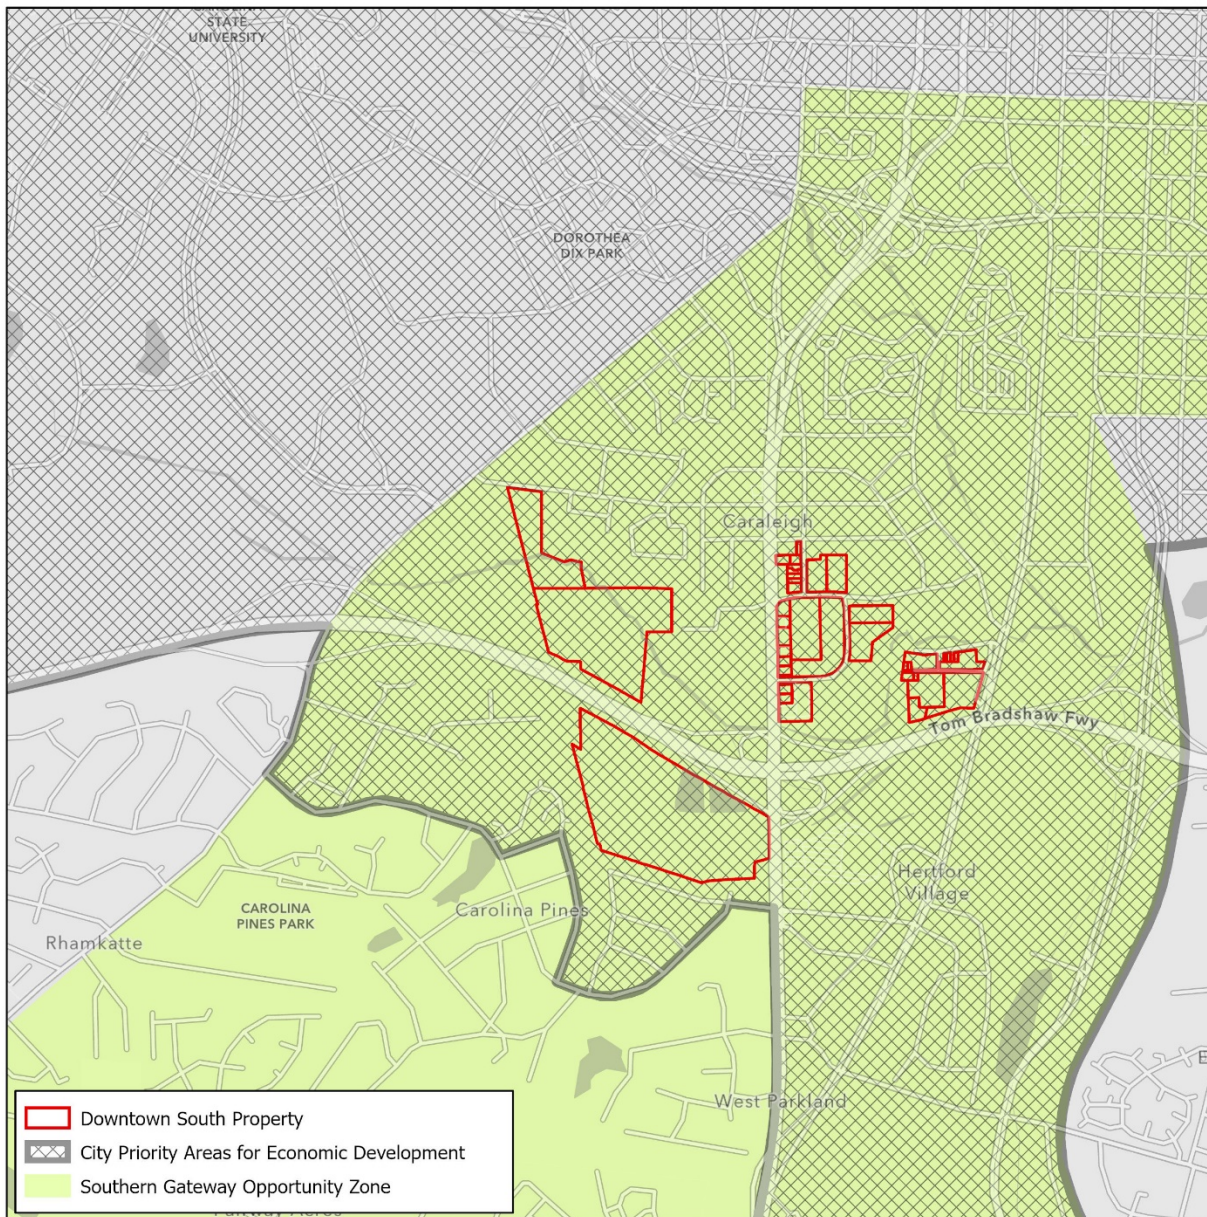 STATE
UNIVERSITY
DOROTHEA
DIX PARK
Caraleigh
Tom Bradshaw Fwy
Hertford
Village
CAROLINA
PINES PARK
Carolina Pines
Rhamkatte
E
West Parkland
Downtown South Property
City Priority Areas for Economic Development
Southern Gateway Opportunity Zone